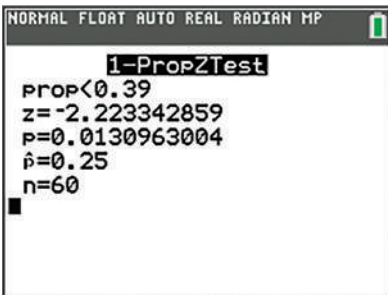 NORMAL FLOAT AUTO REAL RADIAN MP
1-PropZTest
prop<0.39
z=-2.223342859
p=0.0130963004
p̂=0.25
n=60